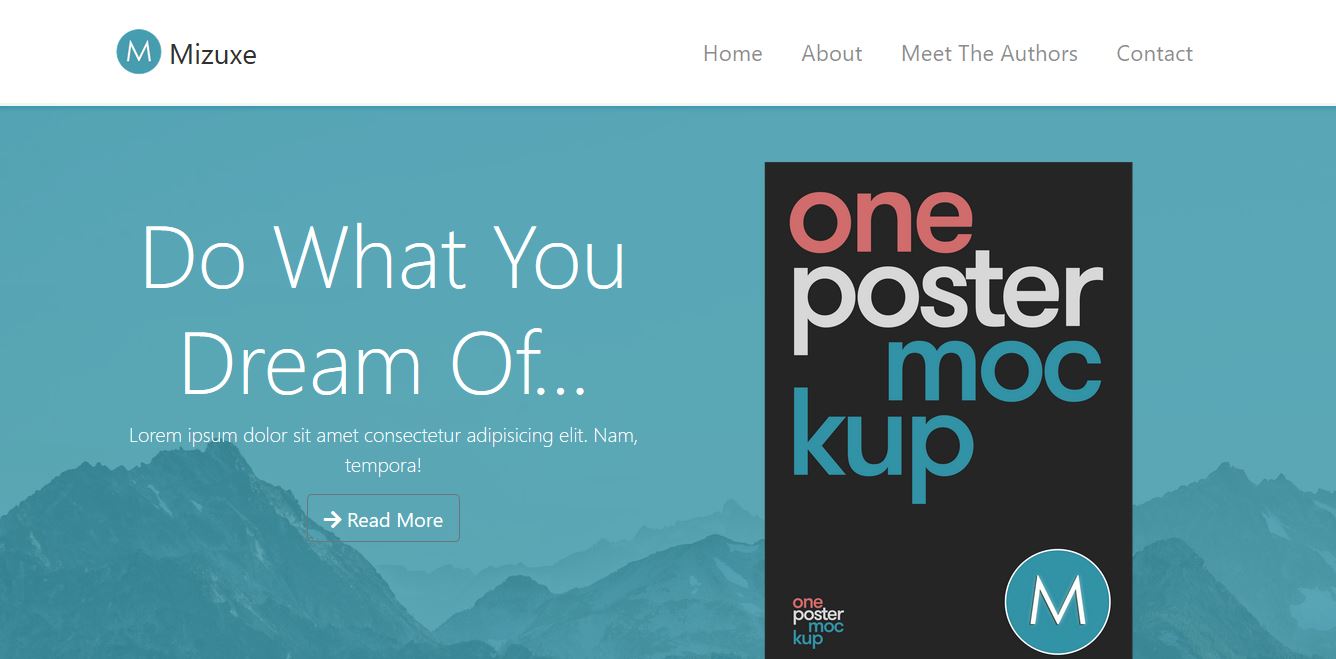 M Mizuxe
Home About Meet The Authors Contact
Do What You
Dream Of...
Lorem ipsum dolor sit amet consectetur adipisicing elit. Nam,
tempora!
Read More
one
poster
moc
kup
one
poster
moc
kup
M